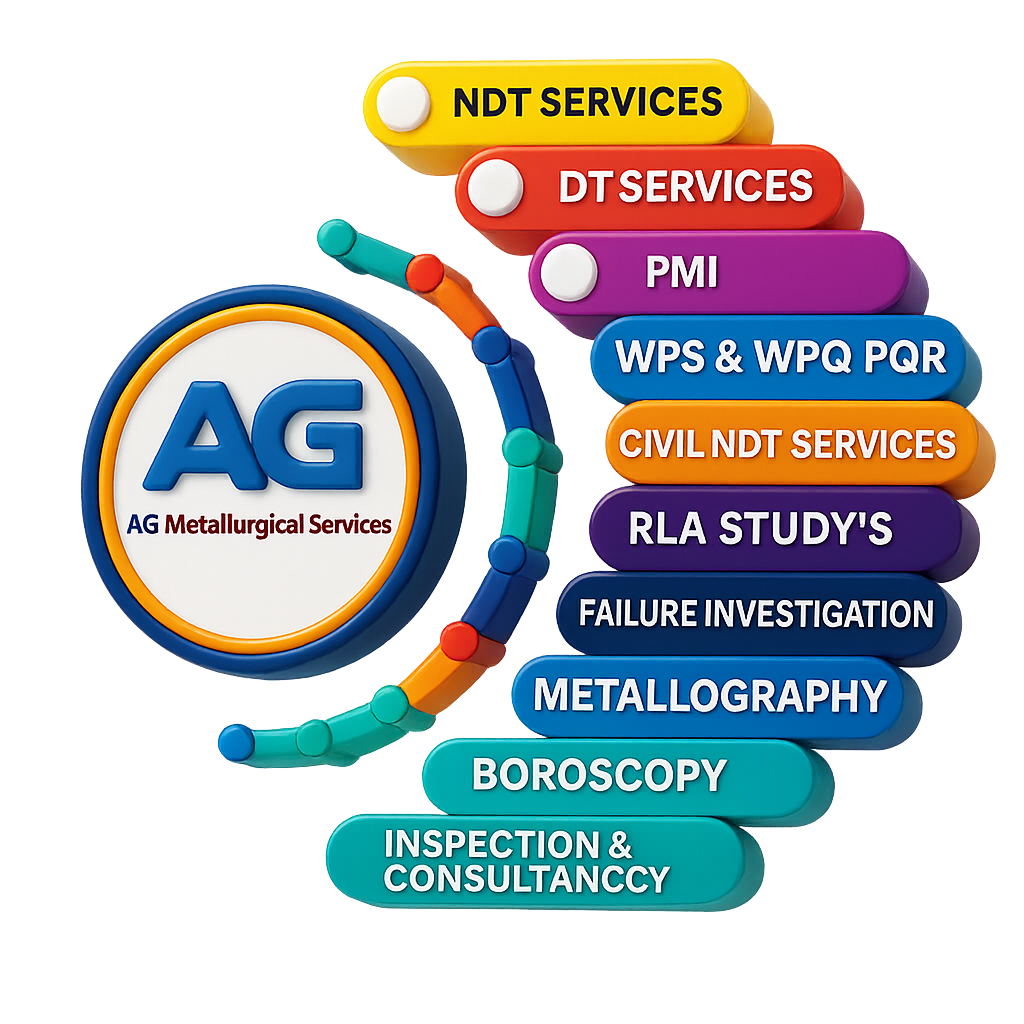 NDT SERVICES
DT SERVICES
PMI
WPS & WPQ PQR
CIVIL NDT SERVICES
RLA STUDY'S
FAILURE INVESTIGATION
METALLOGRAPHY
BOROSCOPY
INSPECTION &
CONSULTANCCY
AG
AG Metallurgical Services